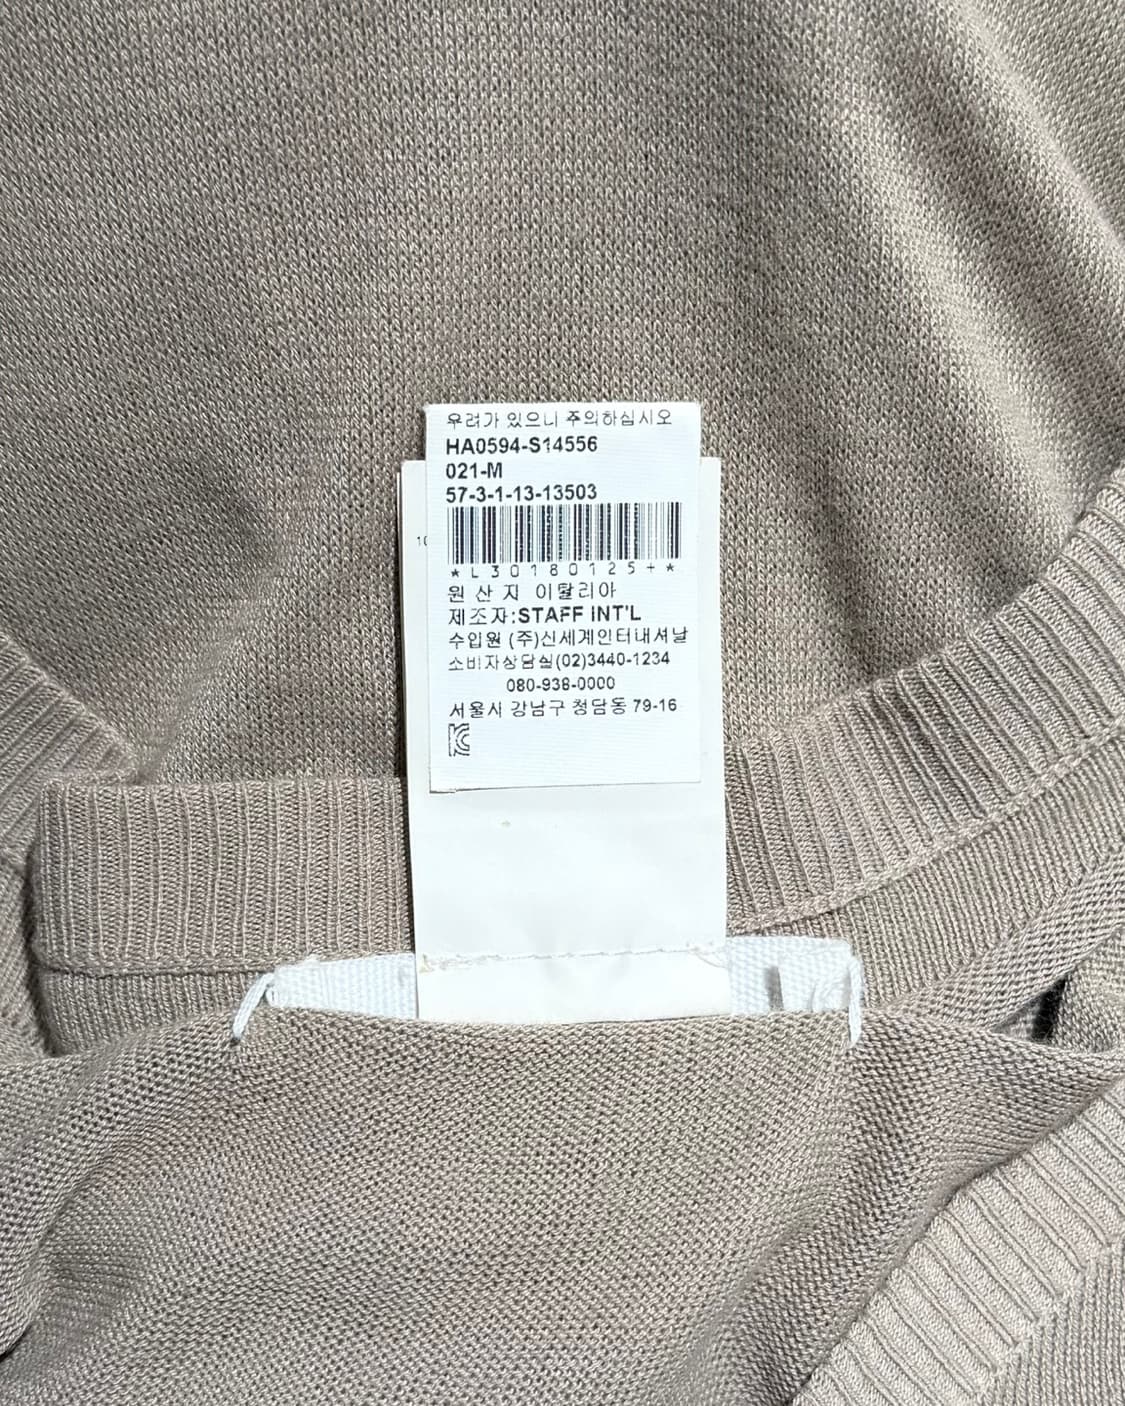 우려가 있으니 주의하십시오
HA0594-S14556
021-M
57-3-1-13-13503
10
*L30180125+*
원 산 지 이탈리아
제조자:STAFF INT'L
수입원 (주)신세계인터내셔날
소비자상담실(02)3440-1234
080-938-0000
서울시 강남구 청담동 79-16